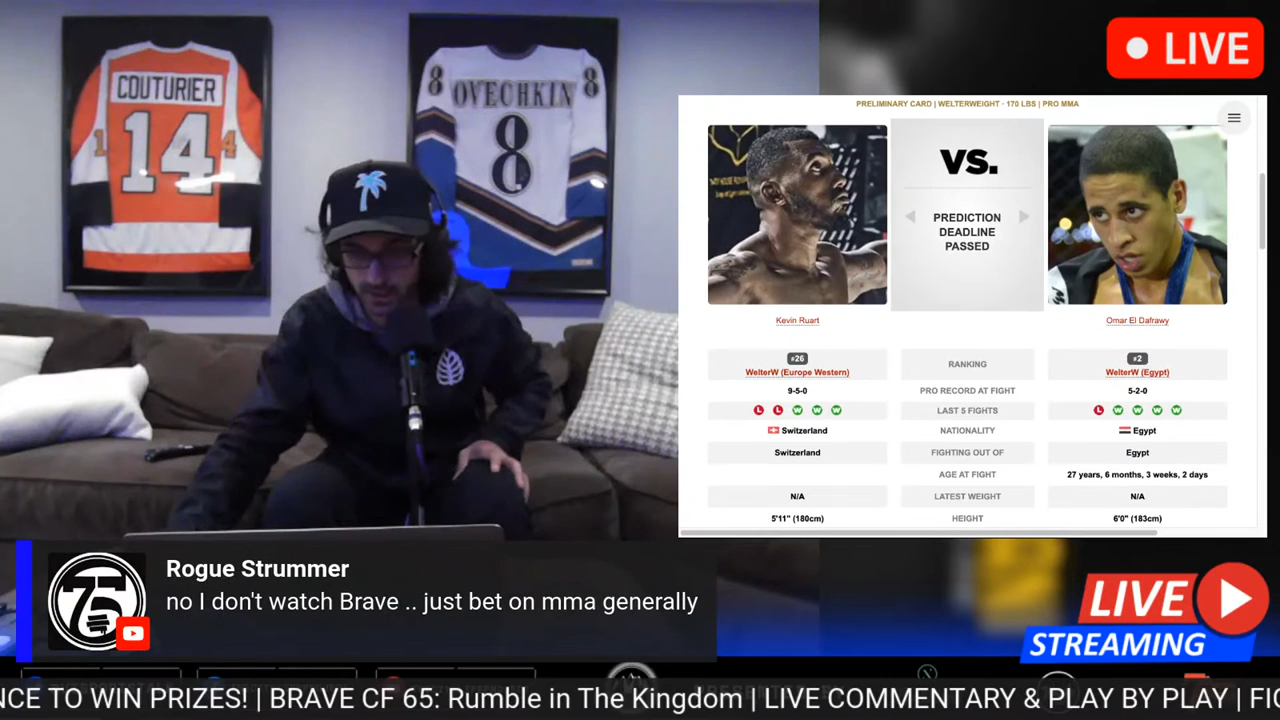 COUTURIER
14
14
8
OVECHKIN
8
8
LIVE
PRELIMINARY CARD | WELTERWEIGHT · 170 LBS | PRO MMA
VS.
PREDICTION
DEADLINE
PASSED
Kevin Ruart
Omar El Dafrawy
#26
RANKING
#2
WelterW (Europe Western)
WelterW (Egypt)
9-5-0
PRO RECORD AT FIGHT
5-2-0
L L W W W
LAST 5 FIGHTS
L W W W W
Switzerland
NATIONALITY
Egypt
Switzerland
FIGHTING OUT OF
Egypt
AGE AT FIGHT
27 years, 6 months, 3 weeks, 2 days
N/A
LATEST WEIGHT
N/A
5'11" (180cm)
HEIGHT
6'0" (183cm)
75
Rogue Strummer
no I don't watch Brave .. just bet on mma generally
LIVE
STREAMING
NCE TO WIN PRIZES! | BRAVE CF 65: Rumble in The Kingdom | LIVE COMMENTARY & PLAY BY PLAY | FIG